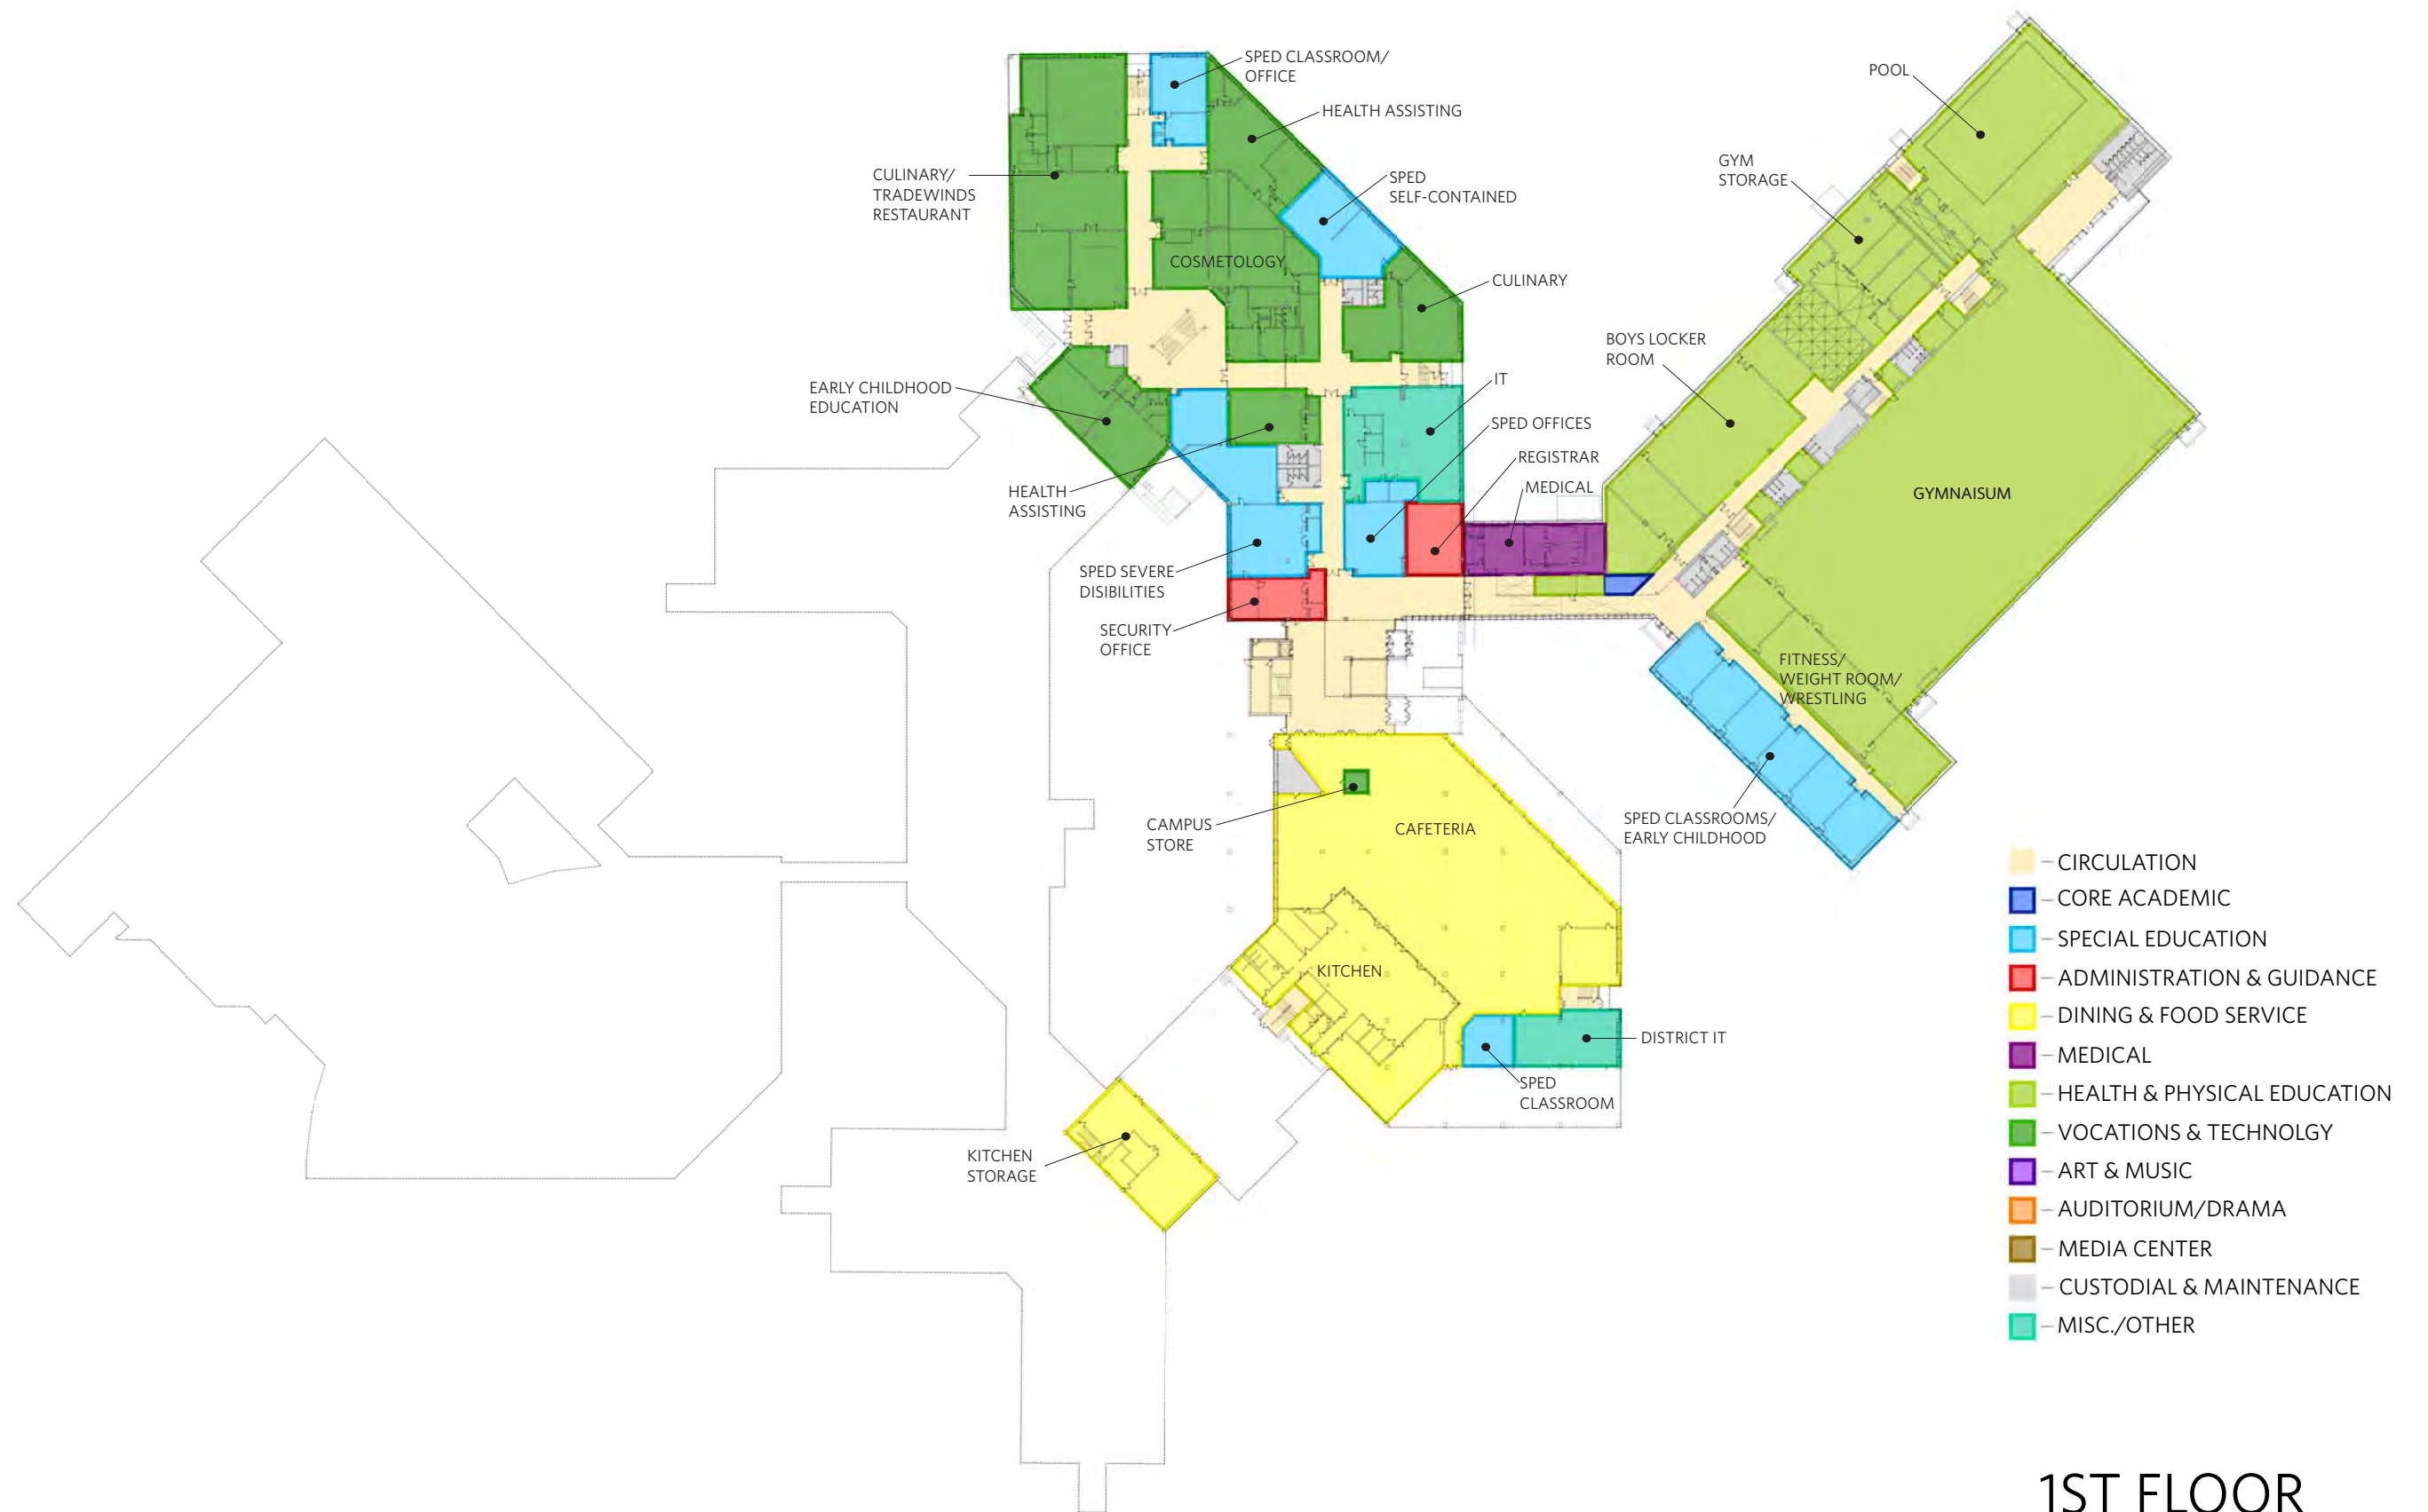 SPED CLASSROOM/
OFFICE
HEALTH ASSISTING
CULINARY/
TRADEWINDS
RESTAURANT
SPED
SELF-CONTAINED
COSMETOLOGY
CULINARY
EARLY CHILDHOOD
EDUCATION
IT
SPED OFFICES
REGISTRAR
MEDICAL
HEALTH
ASSISTING
SPED SEVERE
DISIBILITIES
SECURITY
OFFICE
POOL
GYM
STORAGE
BOYS LOCKER
ROOM
GYMNAISUM
FITNESS/
WEIGHT ROOM/
WRESTLING
SPED CLASSROOMS/
EARLY CHILDHOOD
CAMPUS
STORE
CAFETERIA
KITCHEN
DISTRICT IT
SPED
CLASSROOM
KITCHEN
STORAGE
CIRCULATION
CORE ACADEMIC
SPECIAL EDUCATION
ADMINISTRATION & GUIDANCE
DINING & FOOD SERVICE
MEDICAL
HEALTH & PHYSICAL EDUCATION
VOCATIONS & TECHNOLGY
ART & MUSIC
AUDITORIUM/DRAMA
MEDIA CENTER
CUSTODIAL & MAINTENANCE
MISC./OTHER
1ST FLOOR